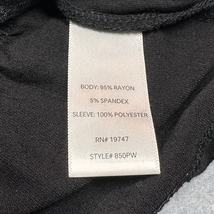 BODY: 95% RAYON
5% SPANDEX
SLEEVE: 100% POLYESTER
RN# 19747
STYLE# 850PW